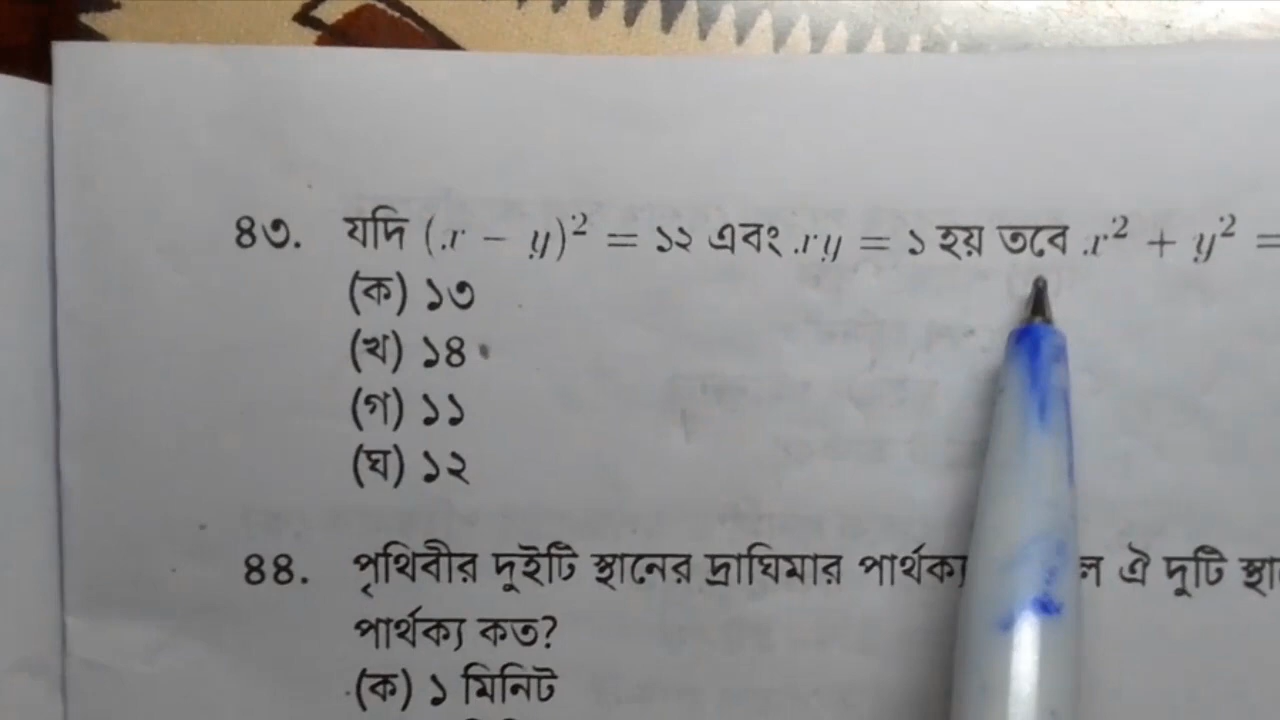 ৪৩. যদি (x − y)² = ১২ এবং xy = ১ হয় তবে x² + y² =
(ক) ১৩
(খ) ১৪
(গ) ১১
(ঘ) ১২
৪৪. পৃথিবীর দুইটি স্থানের দ্রাঘিমার পার্থক্য ঐ দুটি
পার্থক্য কত?
(ক) ১ মিনিট